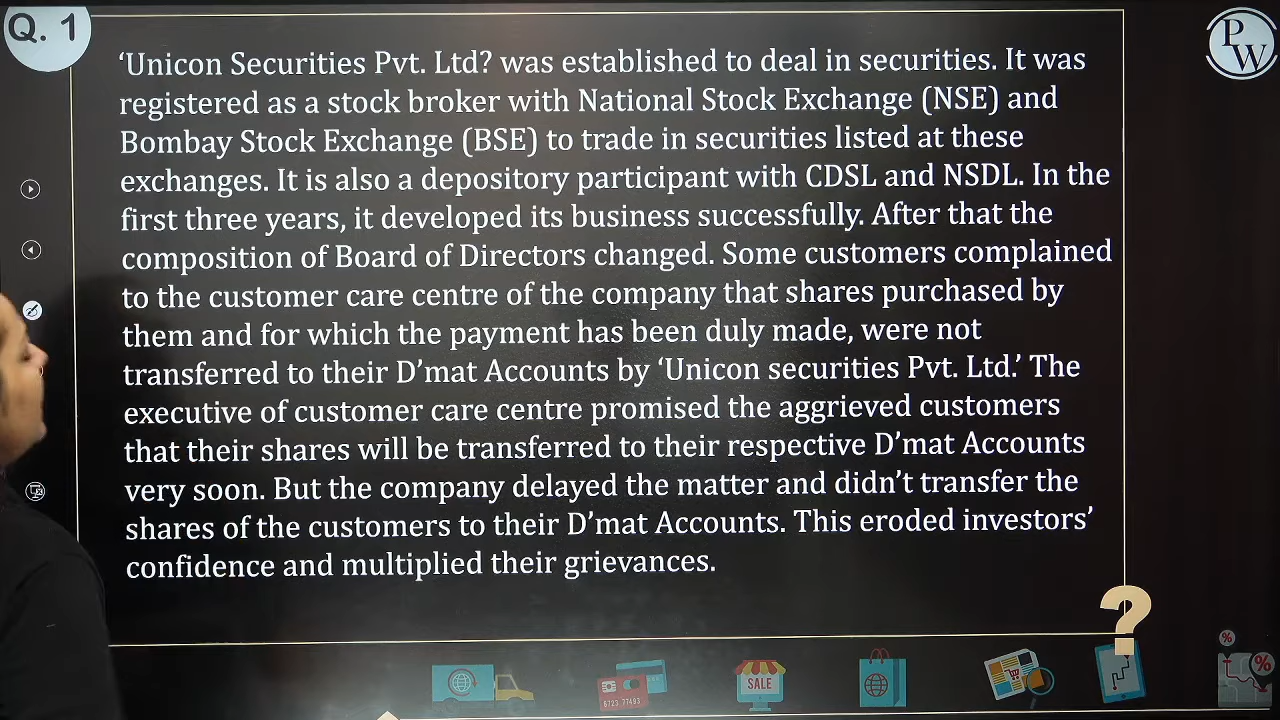 Q. 1
P
W
‘Unicon Securities Pvt. Ltd? was established to deal in securities. It was
registered as a stock broker with National Stock Exchange (NSE) and
Bombay Stock Exchange (BSE) to trade in securities listed at these
exchanges. It is also a depository participant with CDSL and NSDL. In the
first three years, it developed its business successfully. After that the
composition of Board of Directors changed. Some customers complained
to the customer care centre of the company that shares purchased by
them and for which the payment has been duly made, were not
transferred to their D’mat Accounts by ‘Unicon securities Pvt. Ltd.’ The
executive of customer care centre promised the aggrieved customers
that their shares will be transferred to their respective D’mat Accounts
very soon. But the company delayed the matter and didn’t transfer the
shares of the customers to their D’mat Accounts. This eroded investors’
confidence and multiplied their grievances.
?
SALE
6723 77493
%
%